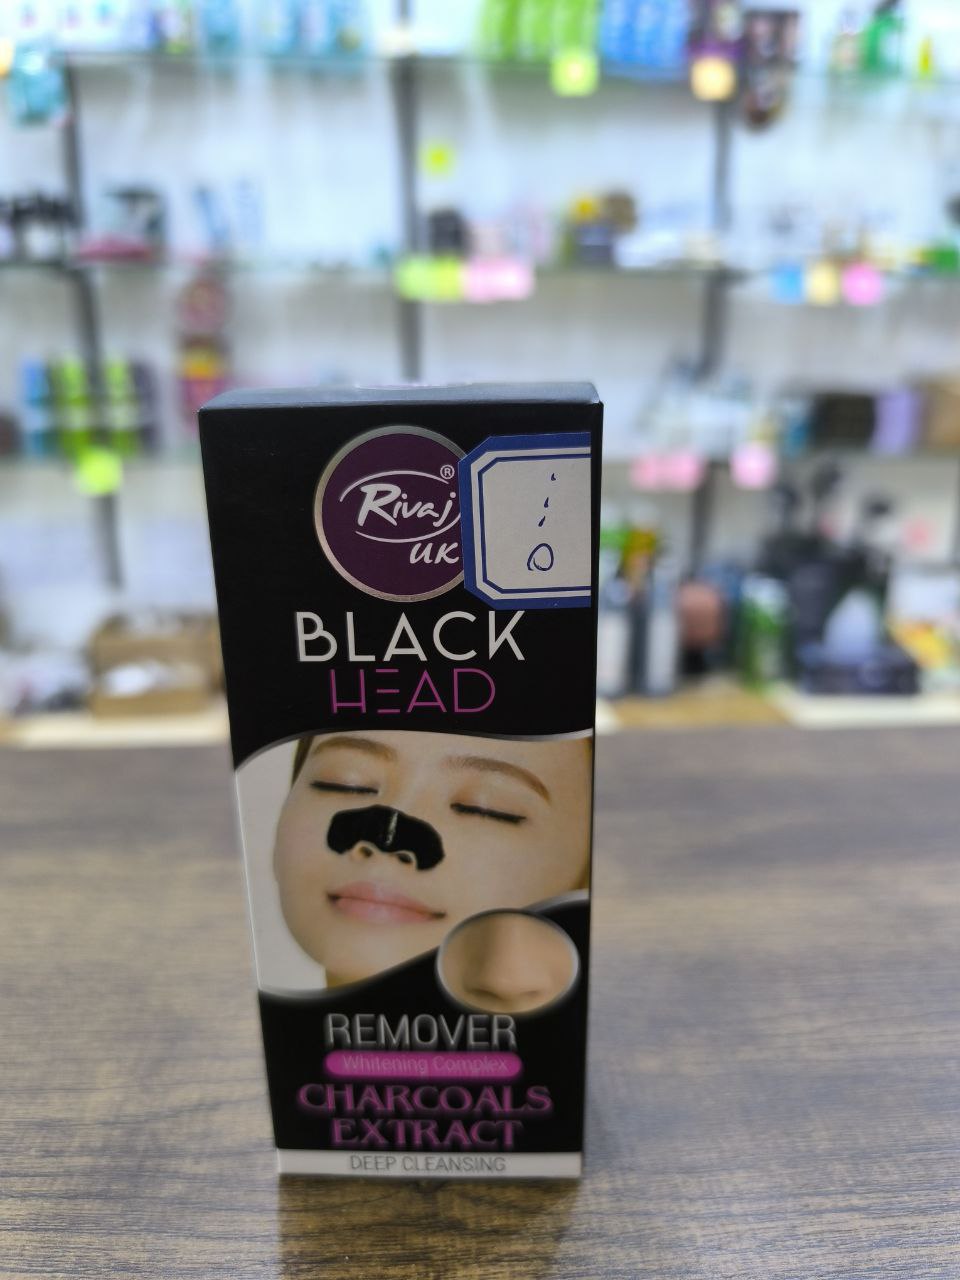 Rivaj®
UK
BLACK
HEAD
REMOVER
Whitening Complex
CHARCOALS
EXTRACT
DEEP CLEANSING